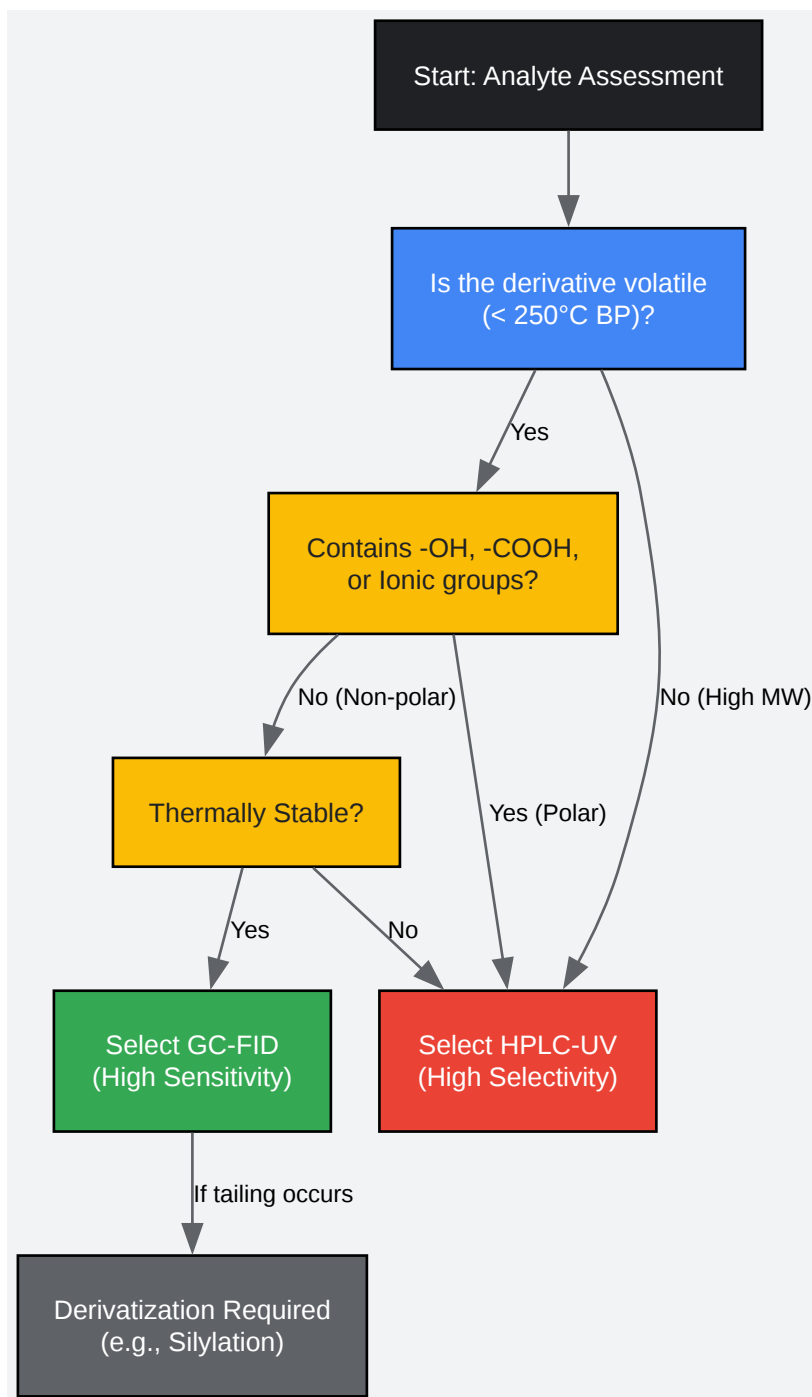 Start: Analyte Assessment
Is the derivative volatile
(< 250°C BP)?
Yes
Contains -OH, -COOH,
or Ionic groups?
No (Non-polar)
No (High MW)
Thermally Stable?
Yes (Polar)
Yes
No
Select GC-FID
(High Sensitivity)
Select HPLC-UV
(High Selectivity)
If tailing occurs
Derivatization Required
(e.g., Silylation)